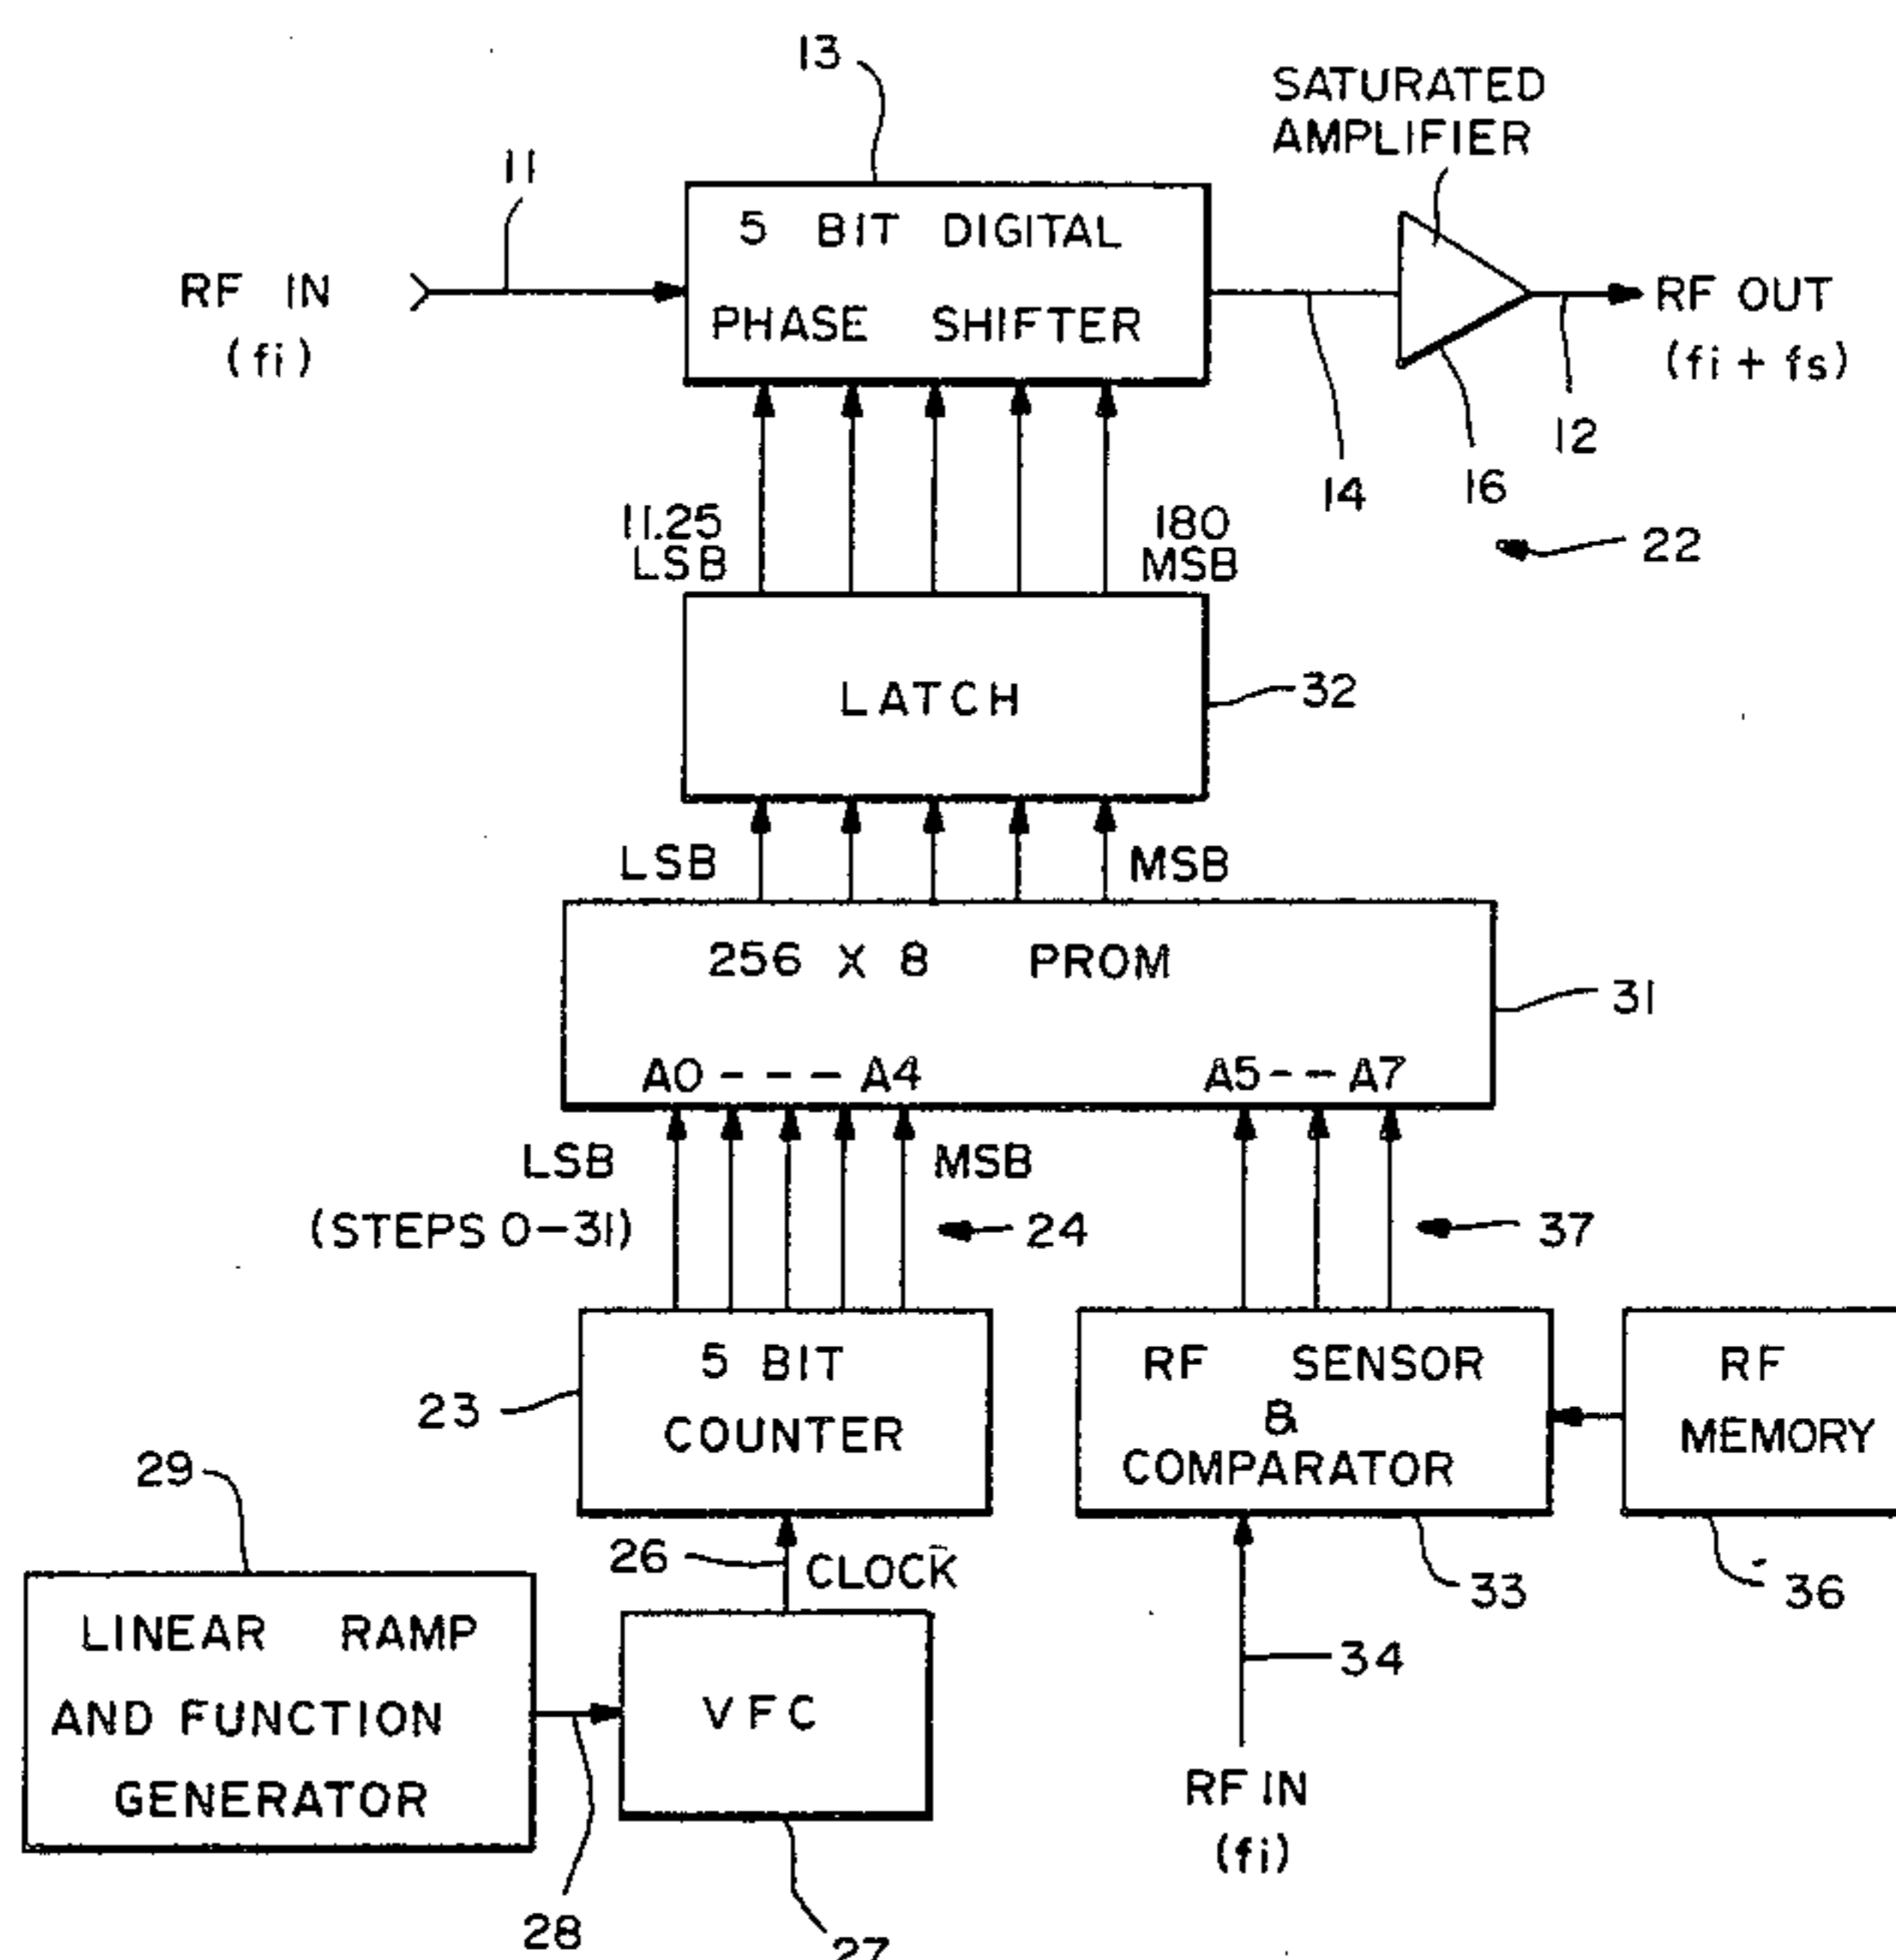 13
SATURATED
AMPLIFIER
11
5 BIT DIGITAL
PHASE SHIFTER
RF IN
(fi)
RF OUT
(fi + fs)
12
14
16
22
11.25
LSB
180
MSB
LATCH
32
LSB
MSB
256 X 8 PROM
31
A0 - - - A4
A5 - - A7
LSB
MSB
(STEPS 0-31)
24
37
5 BIT
COUNTER
23
RF SENSOR
&
COMPARATOR
RF
MEMORY
29
26
CLOCK
33
36
LINEAR RAMP
AND FUNCTION
GENERATOR
VFC
34
RF IN
(fi)
28
27